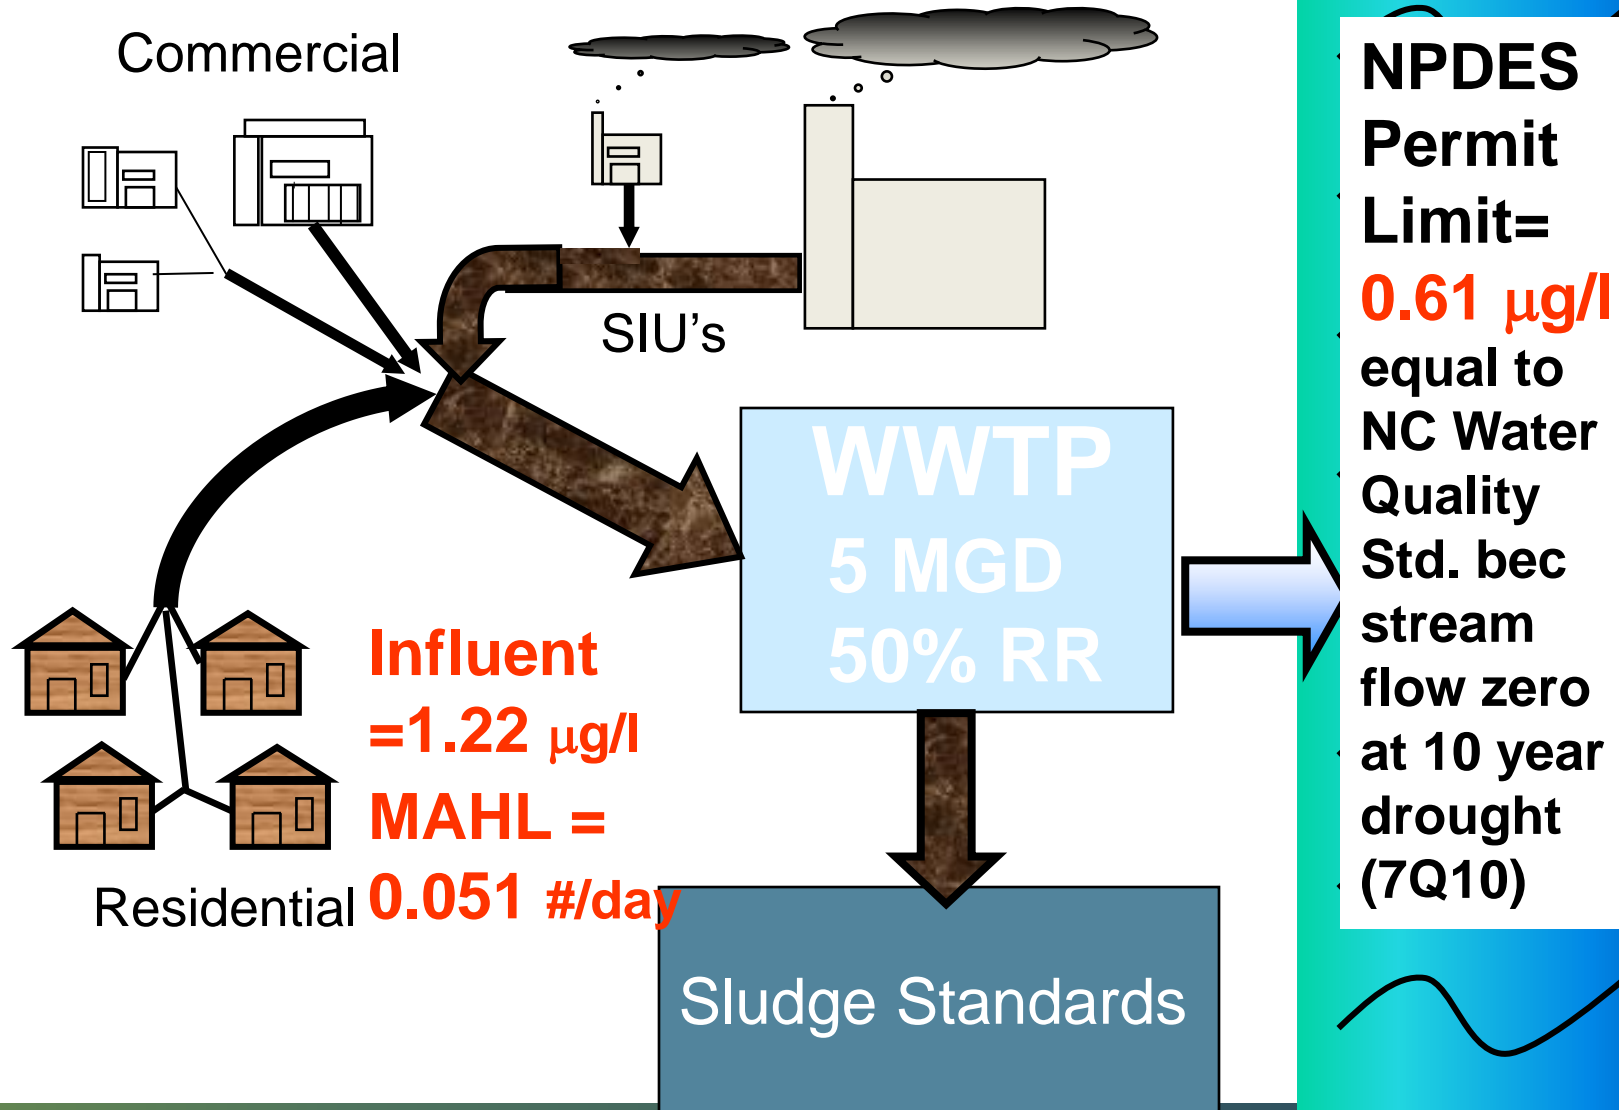 Commercial
SIU's
Residential
Influent
=1.22 μg/l
MAHL =
0.051 #/day
WWTP
5 MGD
50% RR
Sludge Standards
NPDES
Permit
Limit=
0.61 μg/l
equal to
NC Water
Quality
Std. bec
stream
flow zero
at 10 year
drought
(7Q10)